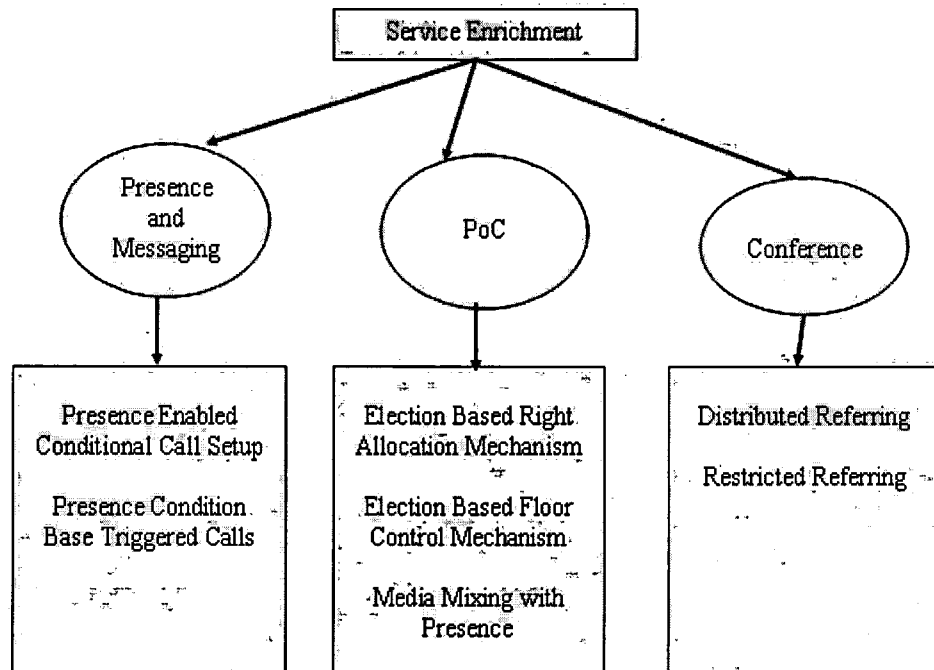 Service Enrichment
Presence
and
Messaging
PoC
Conference
Presence Enabled
Conditional Call Setup
Presence Condition
Base Triggered Calls
Election Based Right
Allocation Mechanism
Election Based Floor
Control Mechanism
Media Mixing with
Presence
Distributed Referring
Restricted Referring